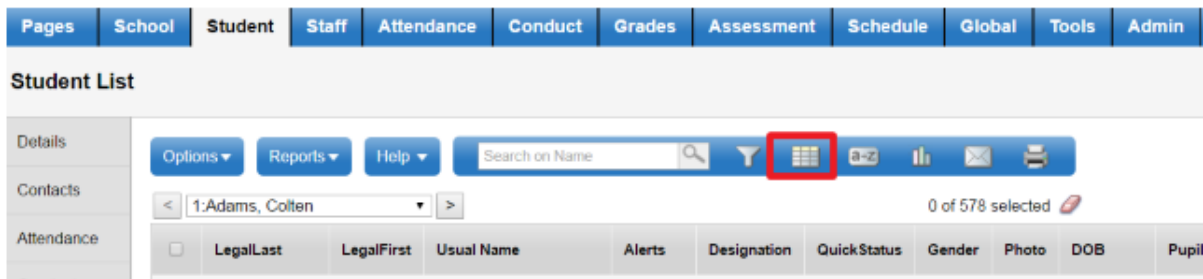 Pages School Student Staff Attendance Conduct Grades Assessment Schedule Global Tools Admin
Student List
Details
Options Reports Help Search on Name a-z
Contacts
< 1:Adams, Colten > 0 of 578 selected
Attendance
LegalLast LegalFirst Usual Name Alerts Designation QuickStatus Gender Photo DOB Pupil